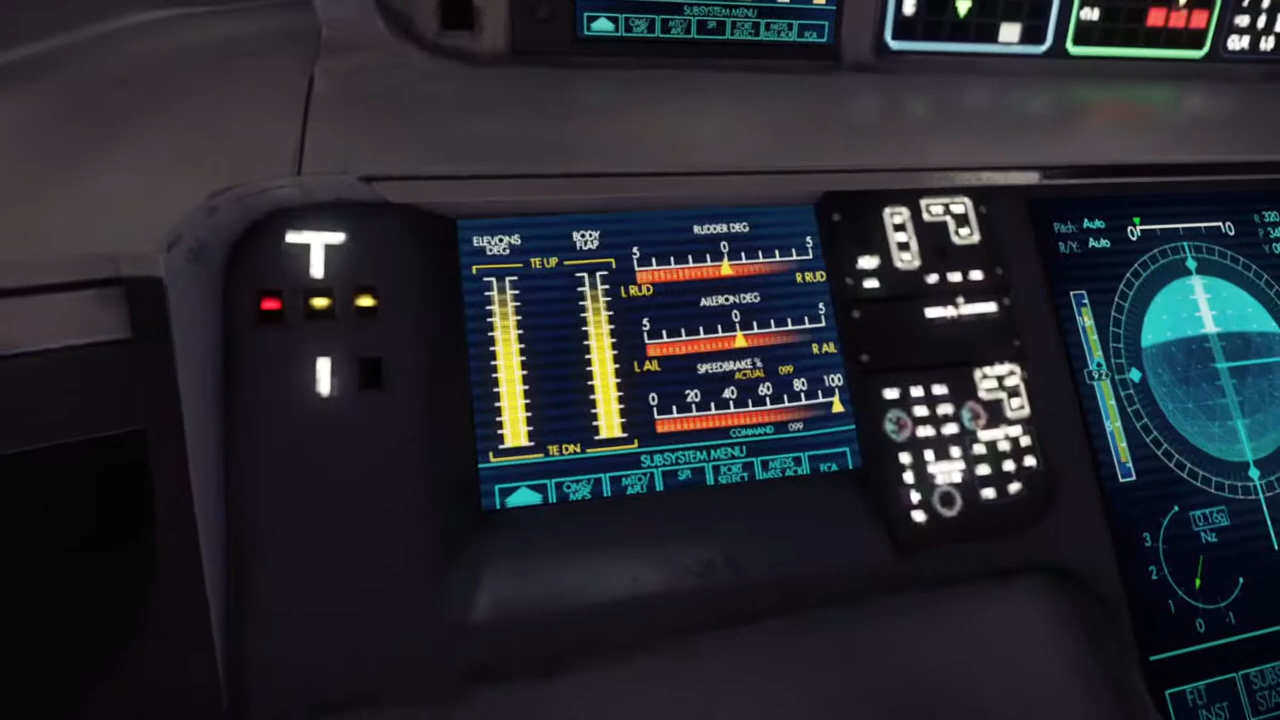 SUBSYSTEM MENU
OMS/
MPS
MTO/
APU
SPI
PORT
SELECT
MEDS
MSS ACK
FCA
ELEVONS
DEG
BODY
FLAP
TE UP
TE DN
RUDDER DEG
5 0 5
L RUD R RUD
AILERON DEG
5 0 5
L AIL R AIL
SPEEDBRAKE %
ACTUAL 099
0 20 40 60 80 100
COMMAND 099
SUBSYSTEM MENU
OMS/
MPS
MTO/
APU
SPI
PORT
SELECT
MEDS
MSS ACK
FCA
Pitch: Auto
R/Y: Auto
92
0.16g
Nz
3
2
1
0
-1
FLT
INST